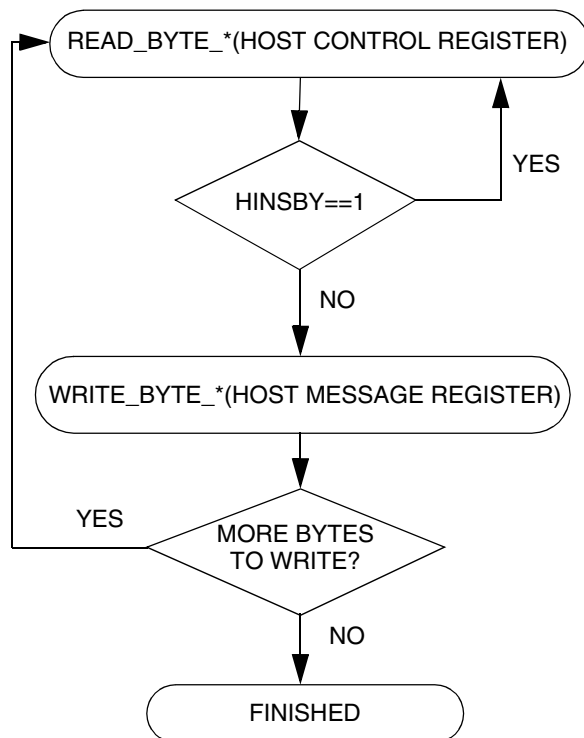 READ_BYTE_*(HOST CONTROL REGISTER)
YES
HINSBY==1
NO
WRITE_BYTE_*(HOST MESSAGE REGISTER)
YES
MORE BYTES
TO WRITE?
NO
FINISHED